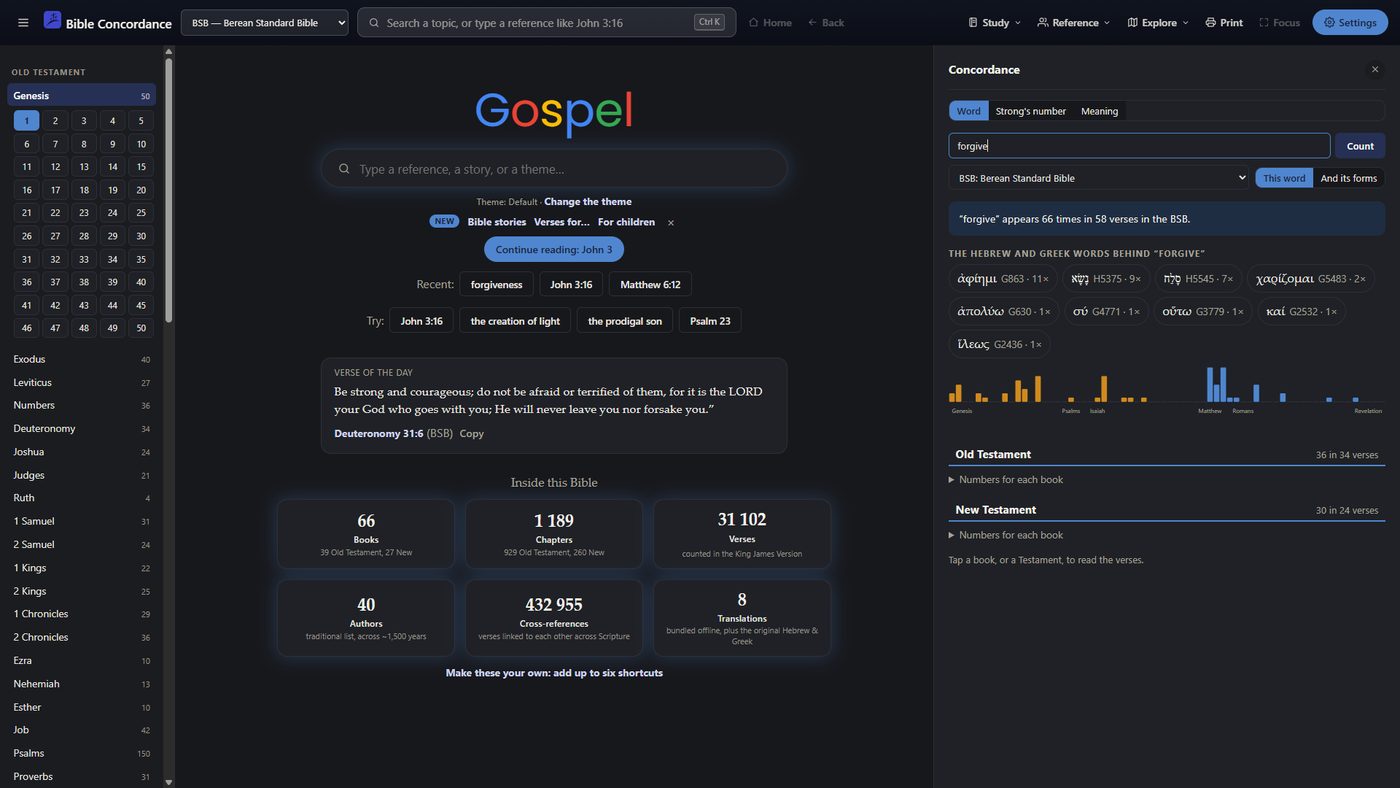 Bible Concordance
BSB — Berean Standard Bible
Search a topic, or type a reference like John 3:16
Ctrl K
Home
Back
Study
Reference
Explore
Print
Focus
Settings
OLD TESTAMENT
Genesis 50
1 2 3 4 5
6 7 8 9 10
11 12 13 14 15
16 17 18 19 20
21 22 23 24 25
26 27 28 29 30
31 32 33 34 35
36 37 38 39 40
41 42 43 44 45
46 47 48 49 50
Exodus 40
Leviticus 27
Numbers 36
Deuteronomy 34
Joshua 24
Judges 21
Ruth 4
1 Samuel 31
2 Samuel 24
1 Kings 22
2 Kings 25
1 Chronicles 29
2 Chronicles 36
Ezra 10
Nehemiah 13
Esther 10
Job 42
Psalms 150
Proverbs 31
Gospel
Type a reference, a story, or a theme...
Theme: Default · Change the theme
NEW Bible stories Verses for... For children ×
Continue reading: John 3
Recent: forgiveness John 3:16 Matthew 6:12
Try: John 3:16 the creation of light the prodigal son Psalm 23
VERSE OF THE DAY
Be strong and courageous; do not be afraid or terrified of them, for it is the LORD
your God who goes with you; He will never leave you nor forsake you.”
Deuteronomy 31:6 (BSB) Copy
Inside this Bible
66
Books
39 Old Testament, 27 New
1 189
Chapters
929 Old Testament, 260 New
31 102
Verses
counted in the King James Version
40
Authors
traditional list, across ~1,500 years
432 955
Cross-references
verses linked to each other across Scripture
8
Translations
bundled offline, plus the original Hebrew &
Greek
Make these your own: add up to six shortcuts
Concordance
×
Word Strong's number Meaning
forgive
Count
BSB: Berean Standard Bible
This word And its forms
“forgive” appears 66 times in 58 verses in the BSB.
THE HEBREW AND GREEK WORDS BEHIND “FORGIVE”
ἀφίημι G863 · 11× נָשָׂא H5375 · 9× סָלַח H5545 · 7× χαρίζομαι G5483 · 2×
ἀπολύω G630 · 1× σύ G4771 · 1× οὕτω G3779 · 1× καί G2532 · 1×
ἵλεως G2436 · 1×
Genesis Psalms Isaiah Matthew Romans Revelation
Old Testament 36 in 34 verses
Numbers for each book
New Testament 30 in 24 verses
Numbers for each book
Tap a book, or a Testament, to read the verses.